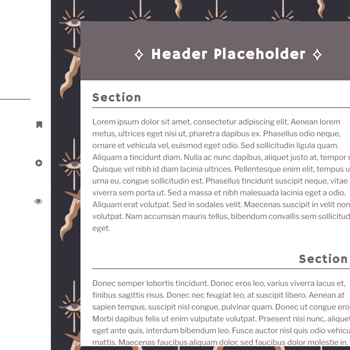 ✧ Header Placeholder ✧
Section
Lorem ipsum dolor sit amet, consectetur adipiscing elit. Aenean lorem
metus, ultrices eget nisi ut, pharetra dapibus ex. Phasellus odio neque,
ornare et vehicula vel, euismod eget odio. Sed sollicitudin ligula quam.
Aliquam a tincidunt diam. Nulla ac nunc dapibus, aliquet justo at, tempor
Quisque vel nibh id diam lacinia ultrices. Pellentesque enim elit, tempus
urna eu, congue sollicitudin est. Phasellus tincidunt suscipit neque, vitae
viverra sem porta ut. Sed a massa et nibh malesuada lacinia eget a odio.
Aliquam erat volutpat. Sed in sodales velit. Maecenas suscipit in velit non
volutpat. Nam accumsan mauris tellus, bibendum convallis sem sollicitud
eget.
Section
Donec semper lobortis tincidunt. Donec eros leo, varius viverra lacus et,
finibus sagittis risus. Donec nec feugiat leo, at suscipit libero. Aenean at
sapien tempus, suscipit nisl congue, pulvinar quam. Donec ut congue ero
Morbi dapibus felis ut enim vulputate volutpat. Praesent nisi nunc, aliquet
eget ante quis, interdum bibendum leo. Fusce auctor nisl quis odio vehicu
mattis. Maecenas faucibus aliquam dolor, sed faucibus dolor molestie in.